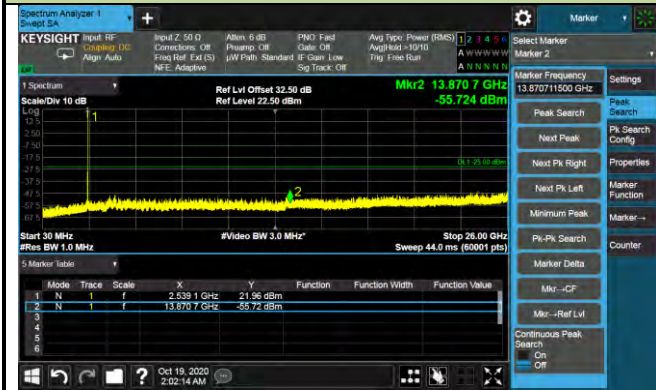 Spectrum Analyzer 1
Swept SA
+
Marker
KEYSIGHT Input: RF
Coupling: DC
Align: Auto
Input Z: 50 Ω
Corrections: Off
Freq Ref: Ext (S)
NFE: Adaptive
Atten: 6 dB
Preamp: Off
µW Path: Standard
PNO: Fast
Gate: Off
IF Gain: Low
Sig Track: Off
Avg Type: Power (RMS)
Avg|Hold: >10/10
Trig: Free Run
1 2 3 4 5 6
A W W W W W
A N N N N N
Select Marker
Marker 2
Marker Frequency
13.870711500 GHz
Settings
Peak Search
Next Peak
Next Pk Right
Next Pk Left
Minimum Peak
Pk-Pk Search
Marker Delta
Mkr→CF
Mkr→Ref Lvl
Continuous Peak
Search
On
Off
Peak
Search
Pk Search
Config
Properties
Marker
Function
Marker→
Counter
1 Spectrum
Scale/Div 10 dB
Log
Ref Lvl Offset 32.50 dB
Ref Level 22.50 dBm
Mkr2 13.870 7 GHz
-55.724 dBm
12.5
2.50
-7.50
-17.5
-27.5
-37.5
-47.5
-57.5
-67.5
1
2
DL1 -25.00 dBm
Start 30 MHz
#Res BW 1.0 MHz
#Video BW 3.0 MHz*
Stop 26.00 GHz
Sweep 44.0 ms (60001 pts)
5 Marker Table
Mode Trace Scale X Y Function Function Width Function Value
1 N 1 f 2.539 1 GHz 21.96 dBm
2 N 1 f 13.870 7 GHz -55.72 dBm
3
4
5
6
?
Oct 19, 2020
2:02:14 AM